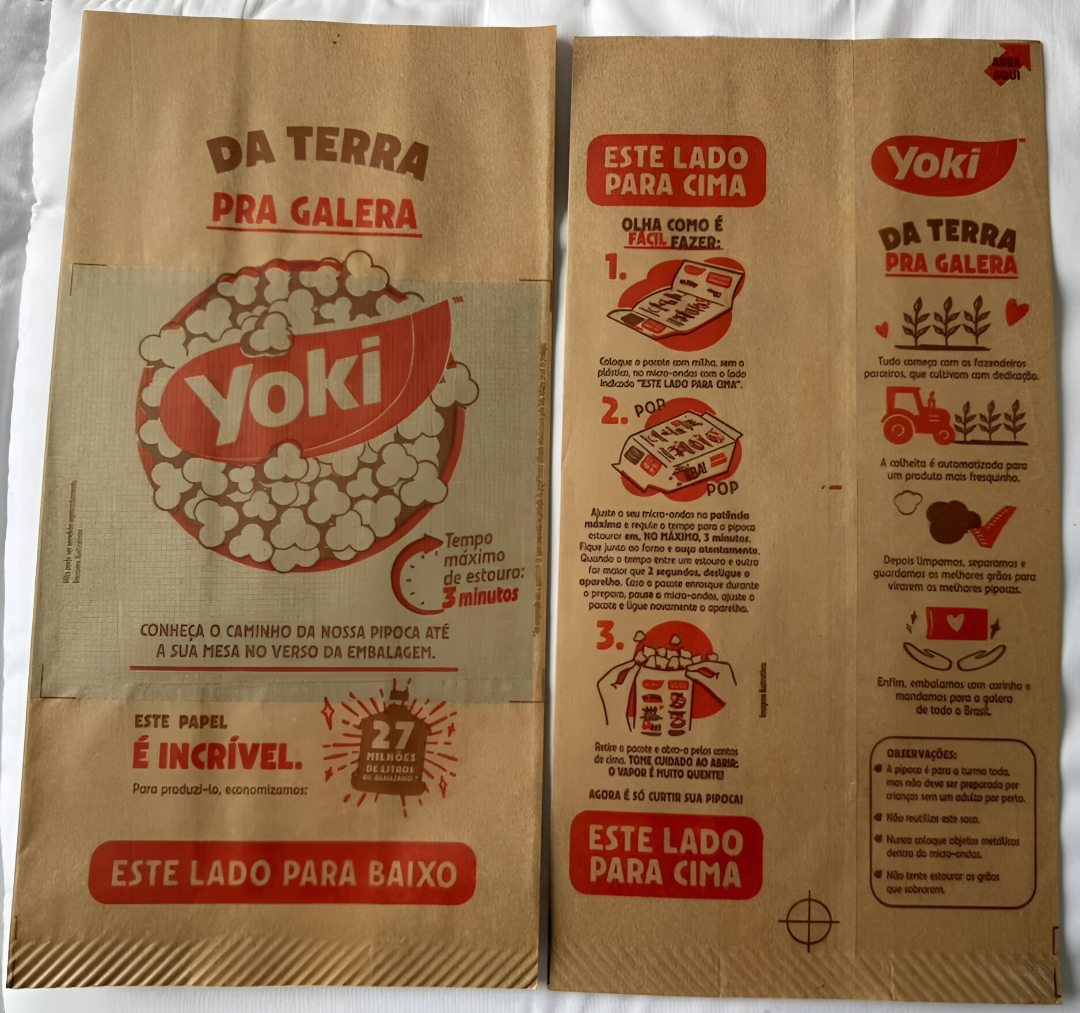 DA TERRA
PRA GALERA
Yoki
™
Tempo
máximo
de estouro:
3 minutos
CONHEÇA O CAMINHO DA NOSSA PIPOCA ATÉ
A SUA MESA NO VERSO DA EMBALAGEM.
ESTE PAPEL
É INCRÍVEL.
Para produzi-lo, economizamos:
27
MILHÕES
DE LITROS
ESTE LADO PARA BAIXO
ESTE LADO
PARA CIMA
OLHA COMO É
FÁCIL FAZER:
1.
Coloque o pacote com milho, sem o
plástico, no micro-ondas com o lado
indicado "ESTE LADO PARA CIMA".
2.
POP
BA!
POP
Ajuste o seu micro-ondas na potência
máxima e regule o tempo para a pipoca
estourar em, NO MÁXIMO, 3 minutos.
Fique junto ao forno e ouça atentamente.
Quando o tempo entre um estouro e outro
for maior que 2 segundos, desligue o
aparelho. Caso o pacote enrosque durante
o preparo, pause o micro-ondas, ajuste o
pacote e ligue novamente o aparelho.
3.
Imagens ilustrativas
Retire o pacote e abra-o pelos cantos
de cima. TOME CUIDADO AO ABRIR:
O VAPOR É MUITO QUENTE!
AGORA É SÓ CURTIR SUA PIPOCA!
ESTE LADO
PARA CIMA
ABRA
AQUI
Yoki
™
DA TERRA
PRA GALERA
Tudo começa com os fazendeiros
parceiros, que cultivam com dedicação.
A colheita é automatizada para
um produto mais fresquinho.
Depois limpamos, separamos e
guardamos os melhores grãos para
virarem as melhores pipocas.
Enfim, embalamos com carinho e
mandamos para a galera
de todo o Brasil.
OBSERVAÇÕES:
A pipoca é para a turma toda,
mas não deve ser preparada por
crianças sem um adulto por perto.
Não reutilize este saco.
Nunca coloque objetos metálicos
dentro do micro-ondas.
Não tente estourar os grãos
que sobrarem.